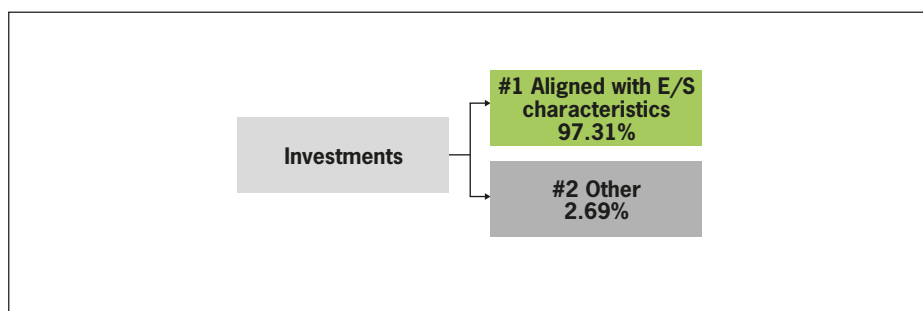 Investments
#1 Aligned with E/S
characteristics
97.31%
#2 Other
2.69%